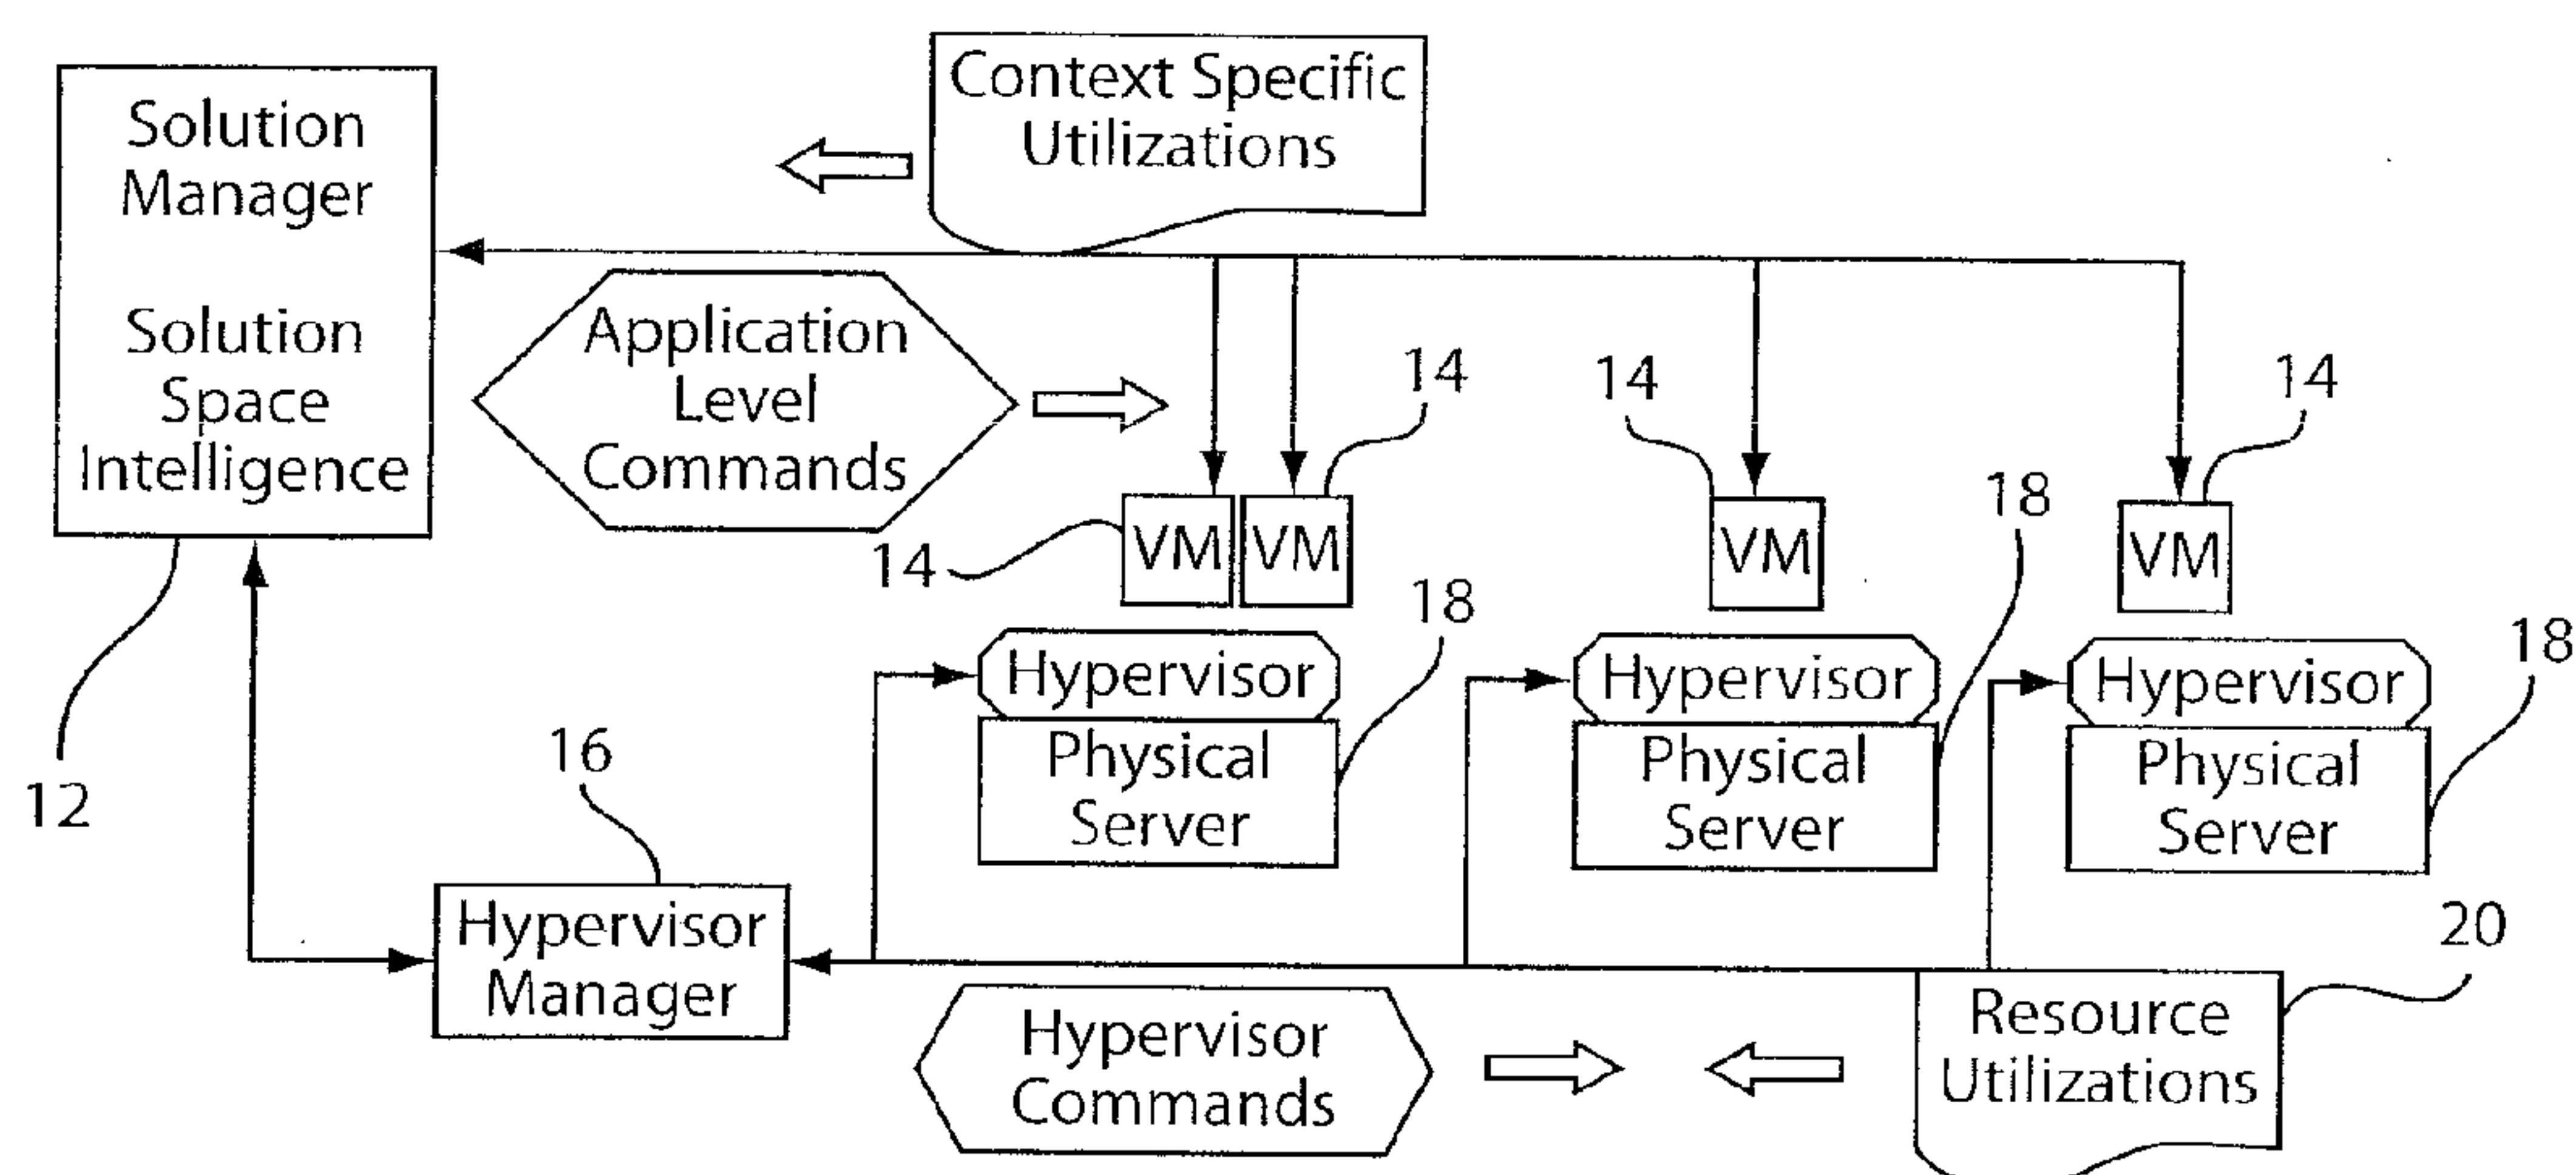 Context Specific
Utilizations
Solution
Manager
Solution
Space
Intelligence
Application
Level
Commands
14
14
14
14
VM
VM
VM
VM
18
18
18
Hypervisor
Hypervisor
Hypervisor
Physical
Server
Physical
Server
Physical
Server
12
16
Hypervisor
Manager
20
Hypervisor
Commands
Resource
Utilizations